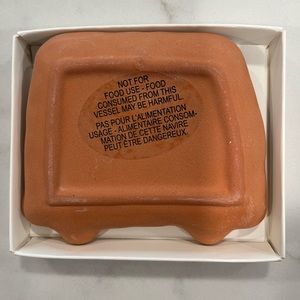 NOT FOR
FOOD USE - FOOD
CONSUMED FROM THIS
VESSEL MAY BE HARMFUL.
PAS POUR L'ALIMENTATION
USAGE - ALIMENTAIRE CONSOM-
MATION DE CETTE NAVIRE
PEUT ÊTRE DANGEREUX.